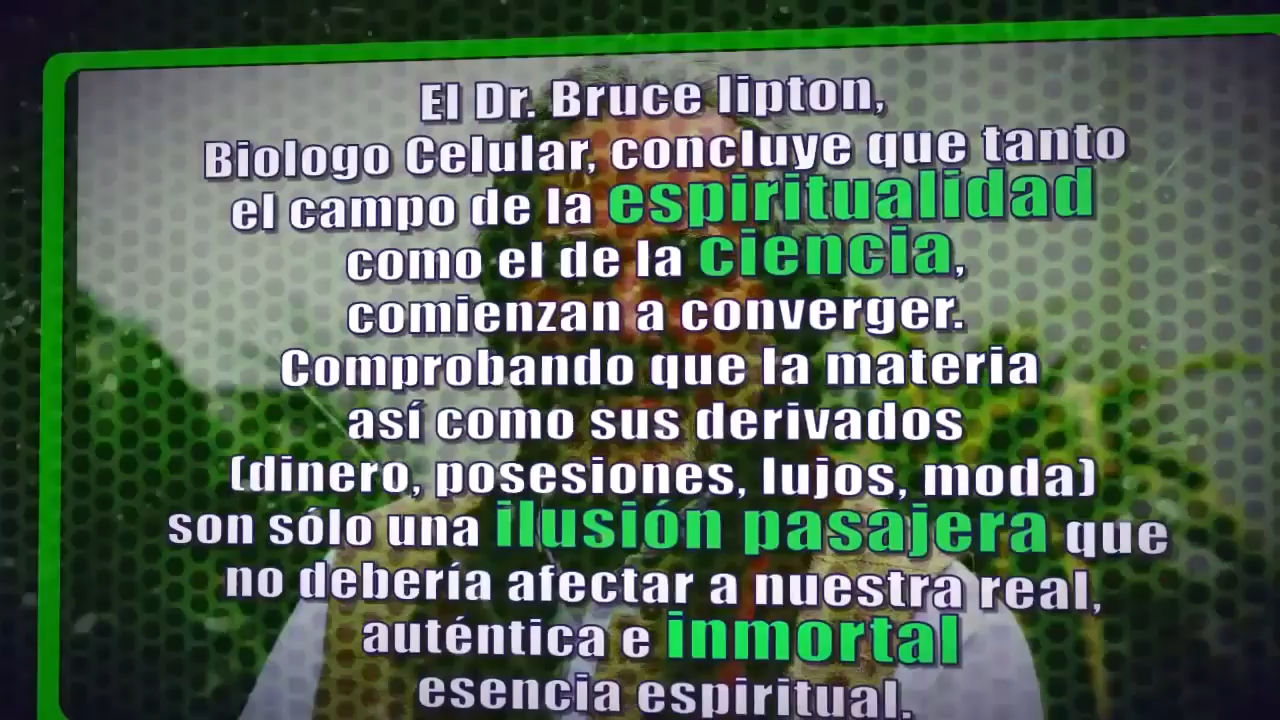 El Dr. Bruce lipton,
Biologo Celular, concluye que tanto
el campo de la espiritualidad
como el de la ciencia,
comienzan a converger.
Comprobando que la materia
así como sus derivados
(dinero, posesiones, lujos, moda)
son sólo una ilusión pasajera que
no debería afectar a nuestra real,
auténtica e inmortal
esencia espiritual.